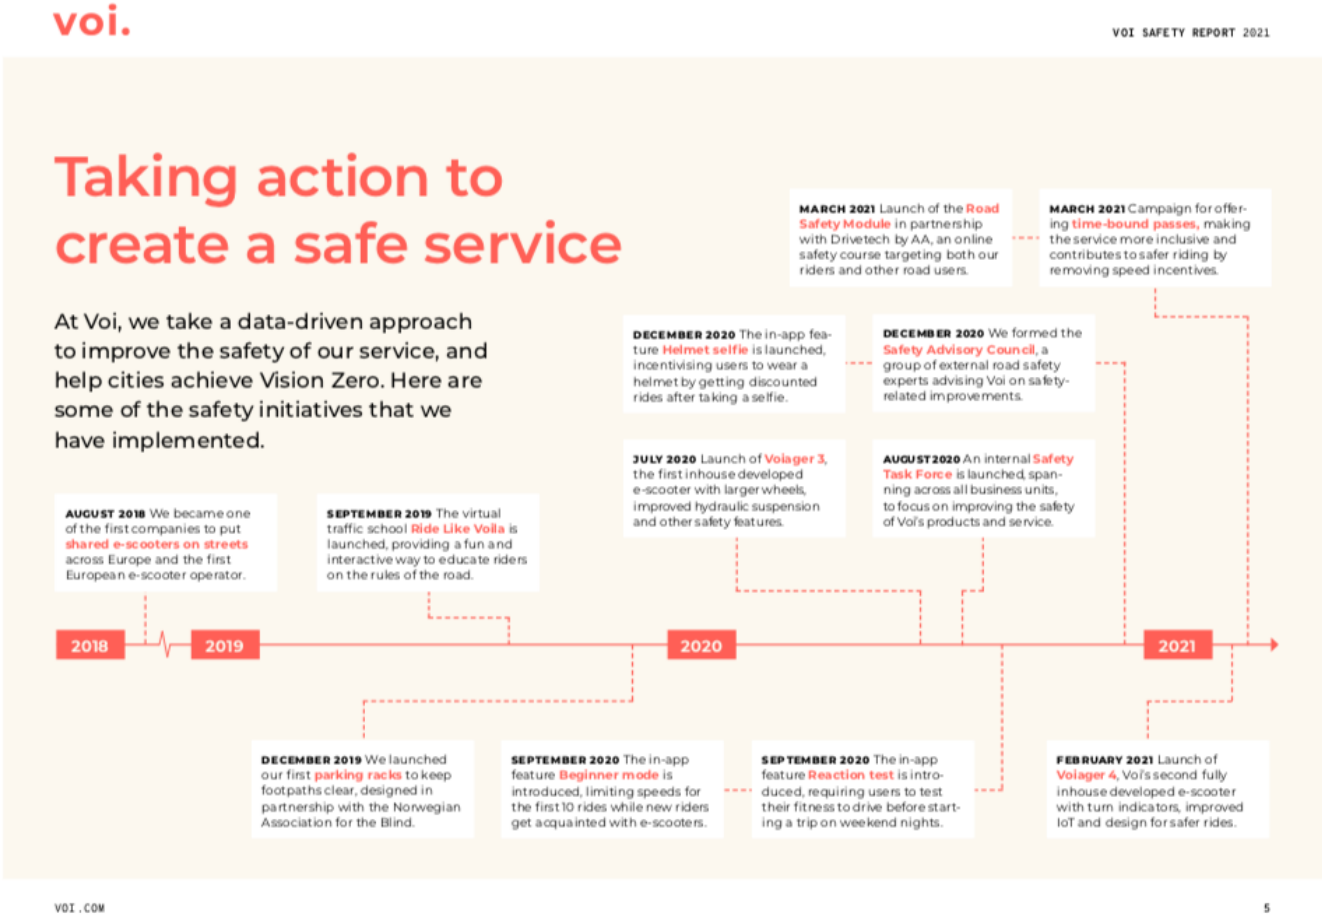 voi.
VOI SAFETY REPORT 2021
Taking action to
create a safe service
At Voi, we take a data-driven approach
to improve the safety of our service, and
help cities achieve Vision Zero. Here are
some of the safety initiatives that we
have implemented.
MARCH 2021 Launch of the Road
Safety Module in partnership
with Drivetech by AA, an online
safety course targeting both our
riders and other road users.
MARCH 2021 Campaign for offer-
ing time-bound passes, making
the service more inclusive and
contributes to safer riding by
removing speed incentives.
DECEMBER 2020 The in-app fea-
ture Helmet selfie is launched,
incentivising users to wear a
helmet by getting discounted
rides after taking a selfie.
DECEMBER 2020 We formed the
Safety Advisory Council, a
group of external road safety
experts advising Voi on safety-
related improvements.
JULY 2020 Launch of Voiager 3,
the first inhouse developed
e-scooter with larger wheels,
improved hydraulic suspension
and other safety features.
AUGUST 2020 An internal Safety
Task Force is launched, span-
ning across all business units,
to focus on improving the safety
of Voi's products and service.
AUGUST 2018 We became one
of the first companies to put
shared e-scooters on streets
across Europe and the first
European e-scooter operator.
SEPTEMBER 2019 The virtual
traffic school Ride Like Voila is
launched, providing a fun and
interactive way to educate riders
on the rules of the road.
2018
2019
2020
2021
DECEMBER 2019 We launched
our first parking racks to keep
footpaths clear, designed in
partnership with the Norwegian
Association for the Blind.
SEPTEMBER 2020 The in-app
feature Beginner mode is
introduced, limiting speeds for
the first 10 rides while new riders
get acquainted with e-scooters.
SEPTEMBER 2020 The in-app
feature Reaction test is intro-
duced, requiring users to test
their fitness to drive before start-
ing a trip on weekend nights.
FEBRUARY 2021 Launch of
Voiager 4, Voi's second fully
inhouse developed e-scooter
with turn indicators, improved
IoT and design for safer rides.
VOI.COM
5